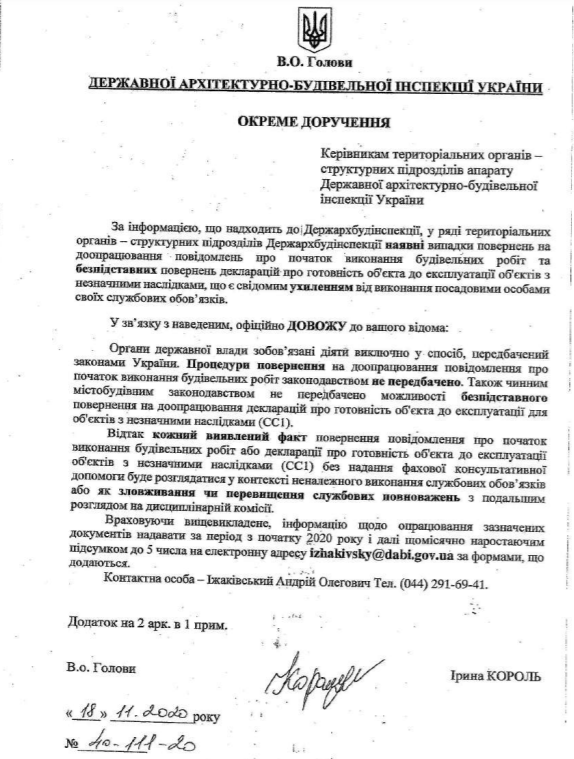 В.О. Голови
ДЕРЖАВНОЇ АРХІТЕКТУРНО-БУДІВЕЛЬНОЇ ІНСПЕКЦІЇ УКРАЇНИ
ОКРЕМЕ ДОРУЧЕННЯ
Керівникам територіальних органів –
структурних підрозділів апарату
Державної архітектурно-будівельної
інспекції України
За інформацією, що надходить до Держархбудінспекції, у ряді територіальних
органів – структурних підрозділів Держархбудінспекції наявні випадки повернень на
доопрацювання повідомлень про початок виконання будівельних робіт та
безпідставних повернень декларацій про готовність об'єкта до експлуатації об'єктів з
незначними наслідками, що є свідомим ухиленням від виконання посадовими особами
своїх службових обов'язків.
У зв'язку з наведеним, офіційно ДОВОЖУ до вашого відома:
Органи державної влади зобов'язані діяти виключно у спосіб, передбачений
законами України. Процедури повернення на доопрацювання повідомлення про
початок виконання будівельних робіт законодавством не передбачено. Також чинним
містобудівним законодавством не передбачено можливості безпідставного
повернення на доопрацювання декларацій про готовність об'єкта до експлуатації для
об'єктів з незначними наслідками (СС1).
Відтак кожний виявлений факт повернення повідомлення про початок
виконання будівельних робіт або декларації про готовність об'єкта до експлуатації
об'єктів з незначними наслідками (СС1) без надання фахової консультативної
допомоги буде розглядатися у контексті неналежного виконання службових обов'язків
або як зловживання чи перевищення службових повноважень з подальшим
розглядом на дисциплінарній комісії.
Враховуючи вищевикладене, інформацію щодо опрацювання зазначених
документів надавати за період з початку 2020 року і далі щомісячно наростаючим
підсумком до 5 числа на електронну адресу izhakivsky@dabi.gov.ua за формами, що
додаються.
Контактна особа – Іжаківський Андрій Олегович Тел. (044) 291-69-41.
Додаток на 2 арк. в 1 прим.
В.о. Голови
Ірина КОРОЛЬ
« 18 » 11.2020 року
№ 40-111-20